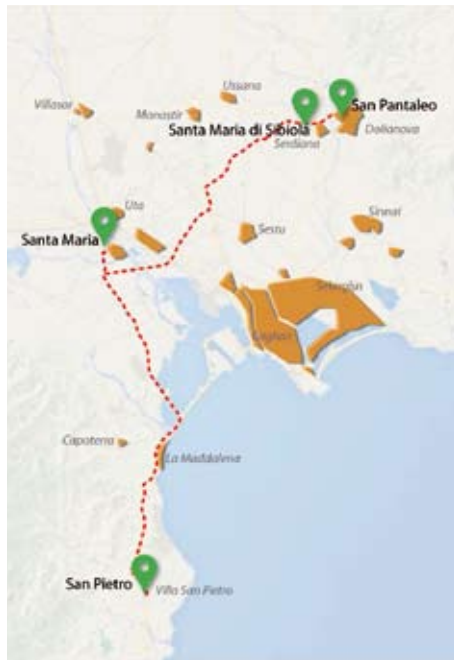 Ussana
Villasor
Monastir
San Pantaleo
Santa Maria di Sibiola
Dolianova
Serdiana
Uta
Sinnai
Santa Maria
Sestu
Cagliari
Capoterra
La Maddalena
San Pietro
Villa San Pietro